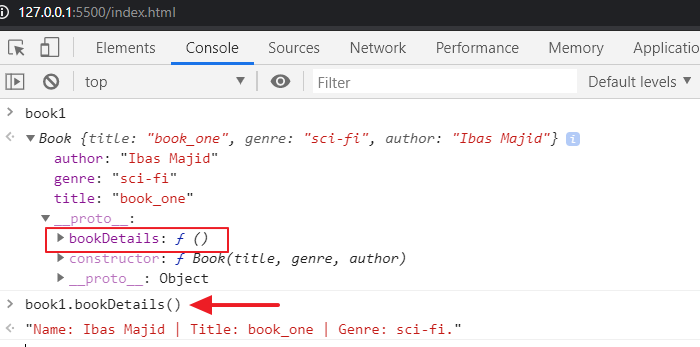 127.0.0.1:5500/index.html
Elements Console Sources Network Performance Memory Applicatio
top Filter Default levels ▼
> book1
Book {title: "book_one", genre: "sci-fi", author: "Ibas Majid"} i
author: "Ibas Majid"
genre: "sci-fi"
title: "book_one"
__proto__:
bookDetails: ƒ ()
constructor: ƒ Book(title, genre, author)
__proto__: Object
> book1.bookDetails()
"Name: Ibas Majid | Title: book_one | Genre: sci-fi."